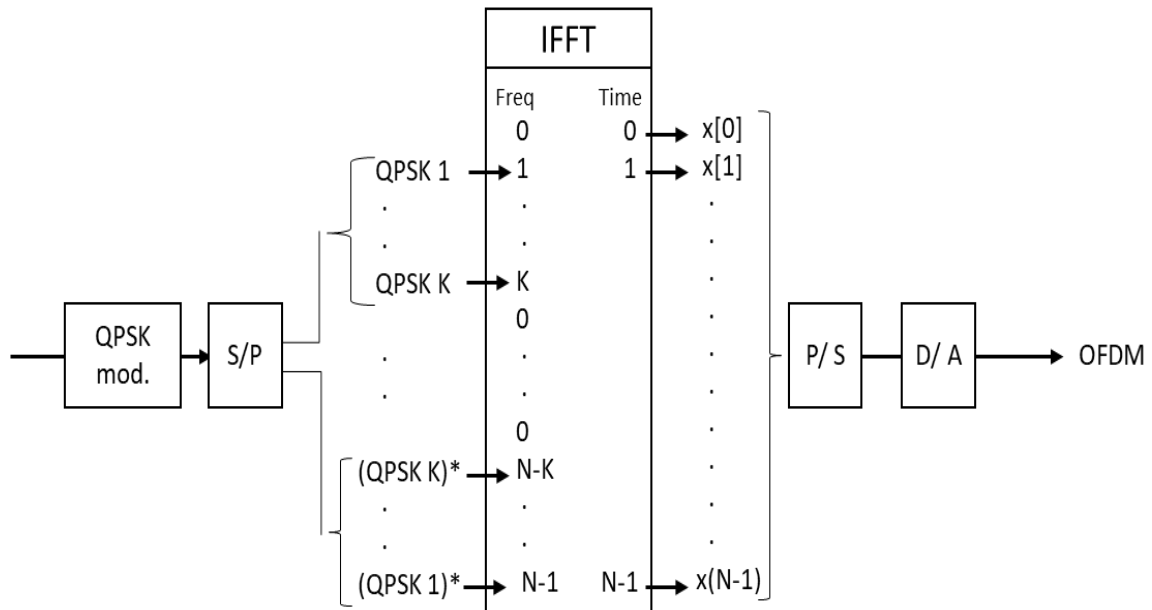 IFFT
Freq Time
0 0 x[0]
QPSK 1 1 1 x[1]
. . .
. . .
QPSK K K .
0 .
QPSK mod. S/P . . . P/ S D/ A OFDM
. . .
0 .
(QPSK K)* N-K .
. . .
. . .
(QPSK 1)* N-1 N-1 x(N-1)